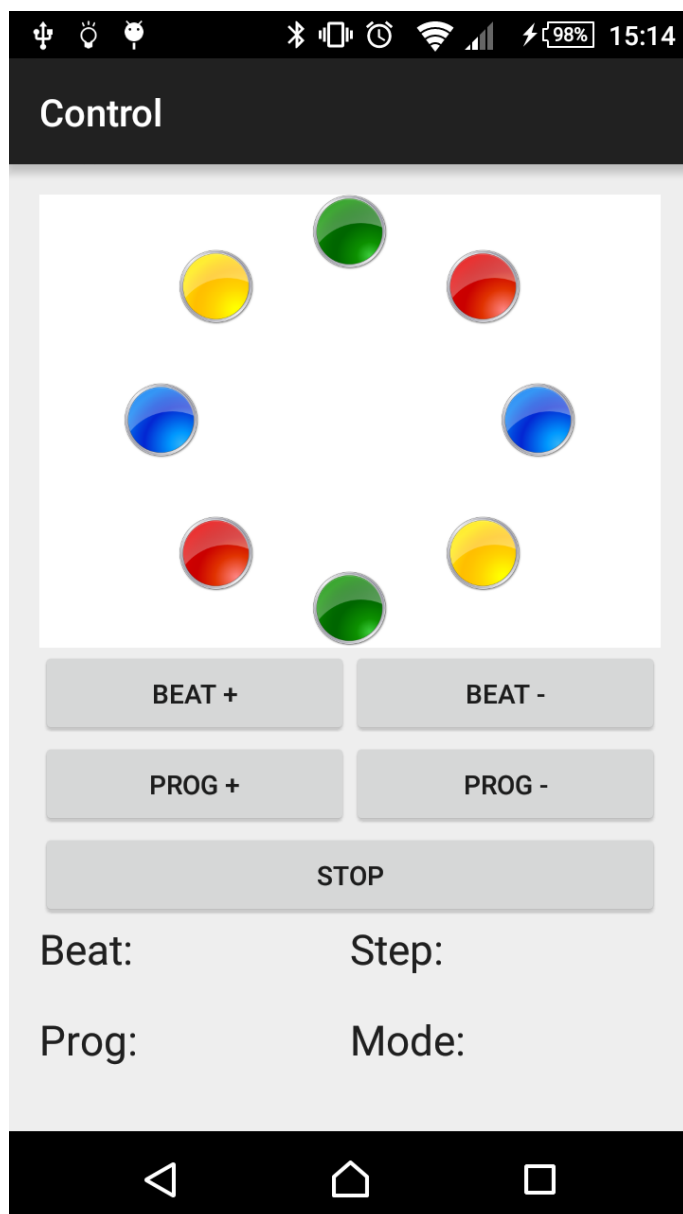 98% 15:14
Control
BEAT + BEAT -
PROG + PROG -
STOP
Beat: Step:
Prog: Mode: